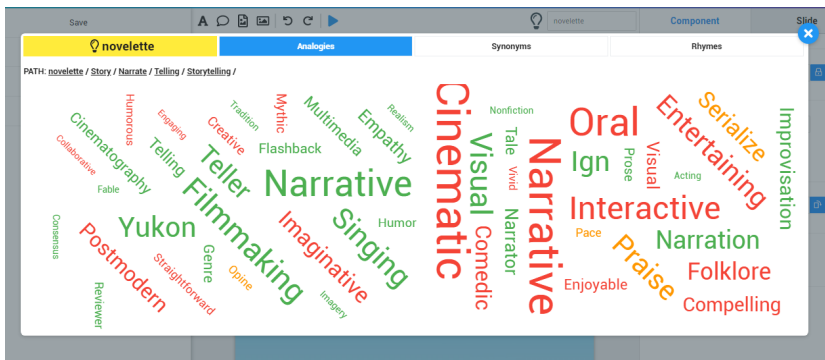 Save
A
novelette
Component
Slide
novelette
Analogies
Synonyms
Rhymes
PATH: novelette / Story / Narrate / Telling / Storytelling /
Humorous
Engaging
Tradition
Mythic
Multimedia
Realism
Empathy
Cinematography
Creative
Flashback
Collaborative
Telling
Teller
Fable
Narrative
Filmmaking
Yukon
Consensus
Postmodern
Straightforward
Genre
Opine
Imaginative
Singing
Humor
Imagery
Reviewer
Cinematic
Nonfiction
Visual
Tale
Vivid
Narrative
Oral
Ign
Prose
Visual
Entertaining
Serialize
Improvisation
Acting
Interactive
Comedic
Narrator
Pace
Praise
Narration
Enjoyable
Folklore
Compelling